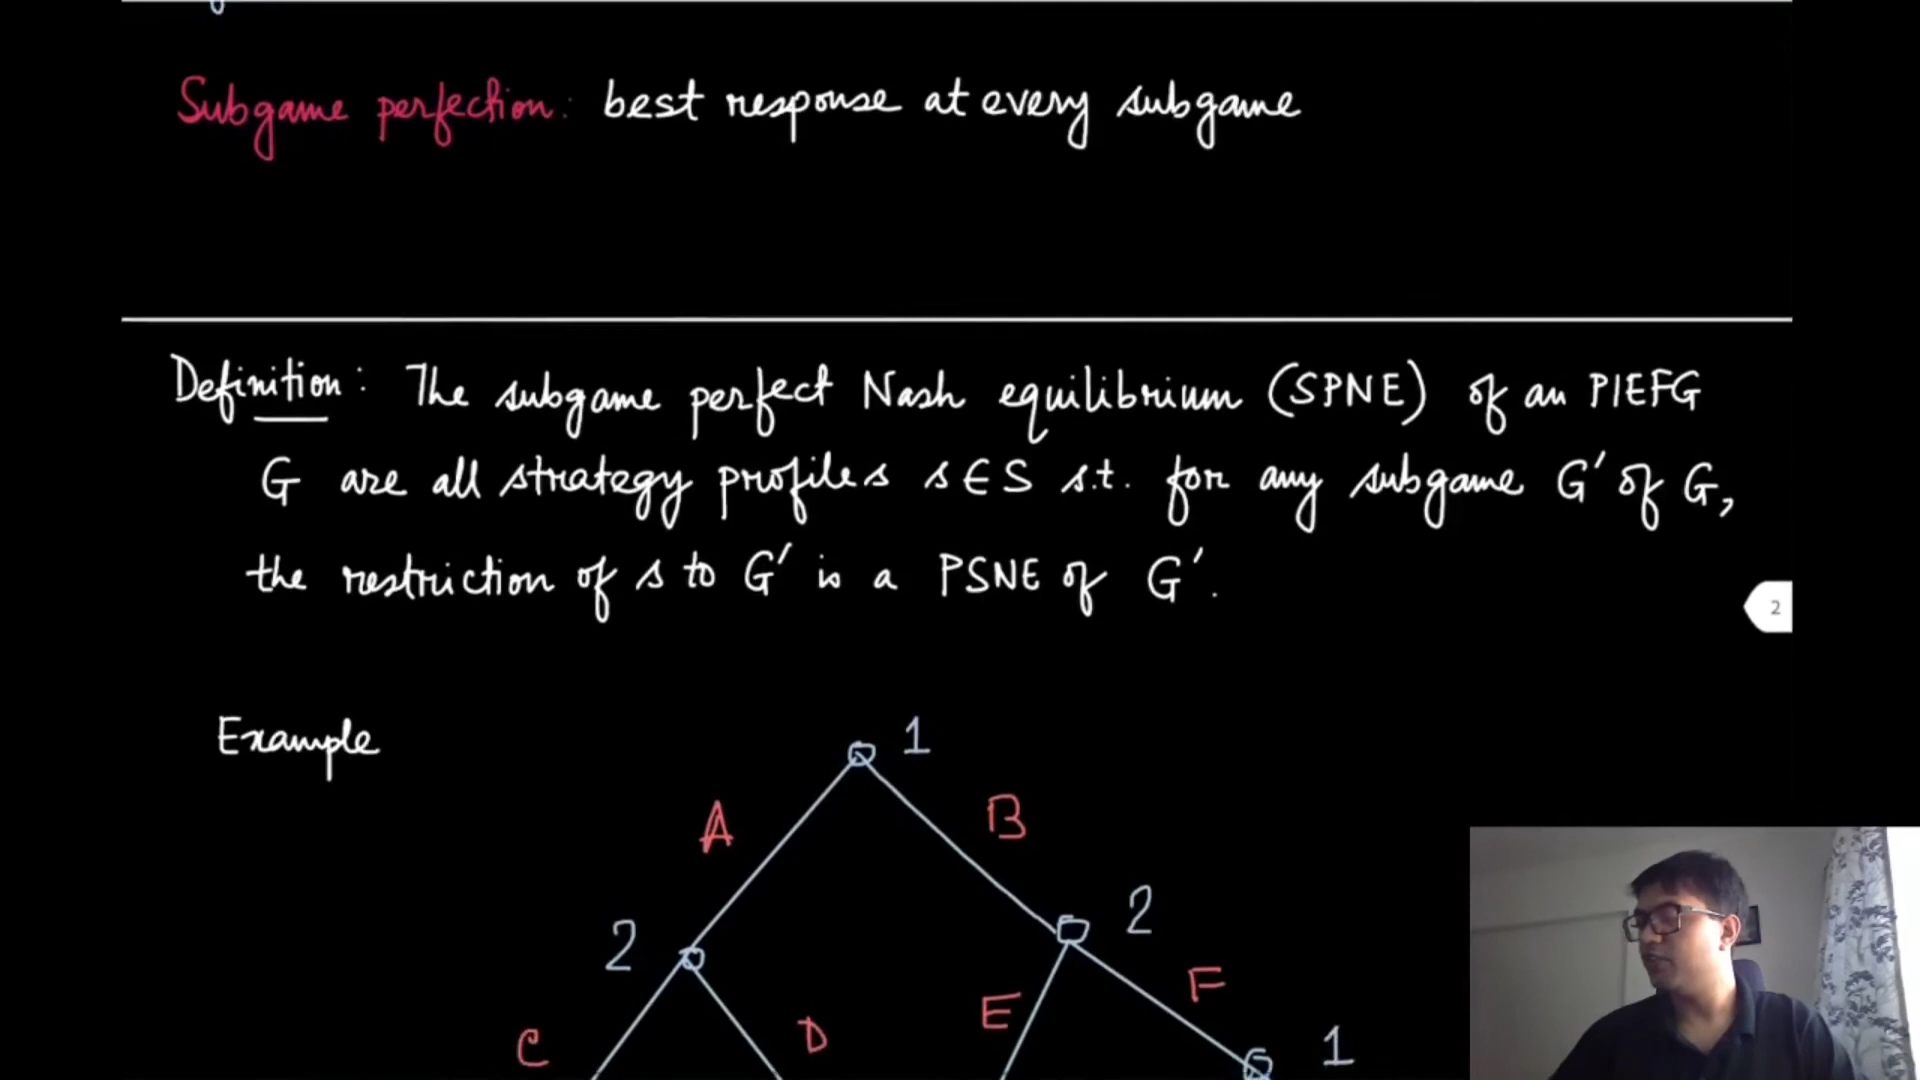 Subgame perfection: best response at every subgame
Definition: The subgame perfect Nash equilibrium (SPNE) of an PIEFG
G are all strategy profiles s ∈ S s.t. for any subgame G' of G,
the restriction of s to G' is a PSNE of G'.
2
Example
1
A
B
2
2
C
D
E
F
1